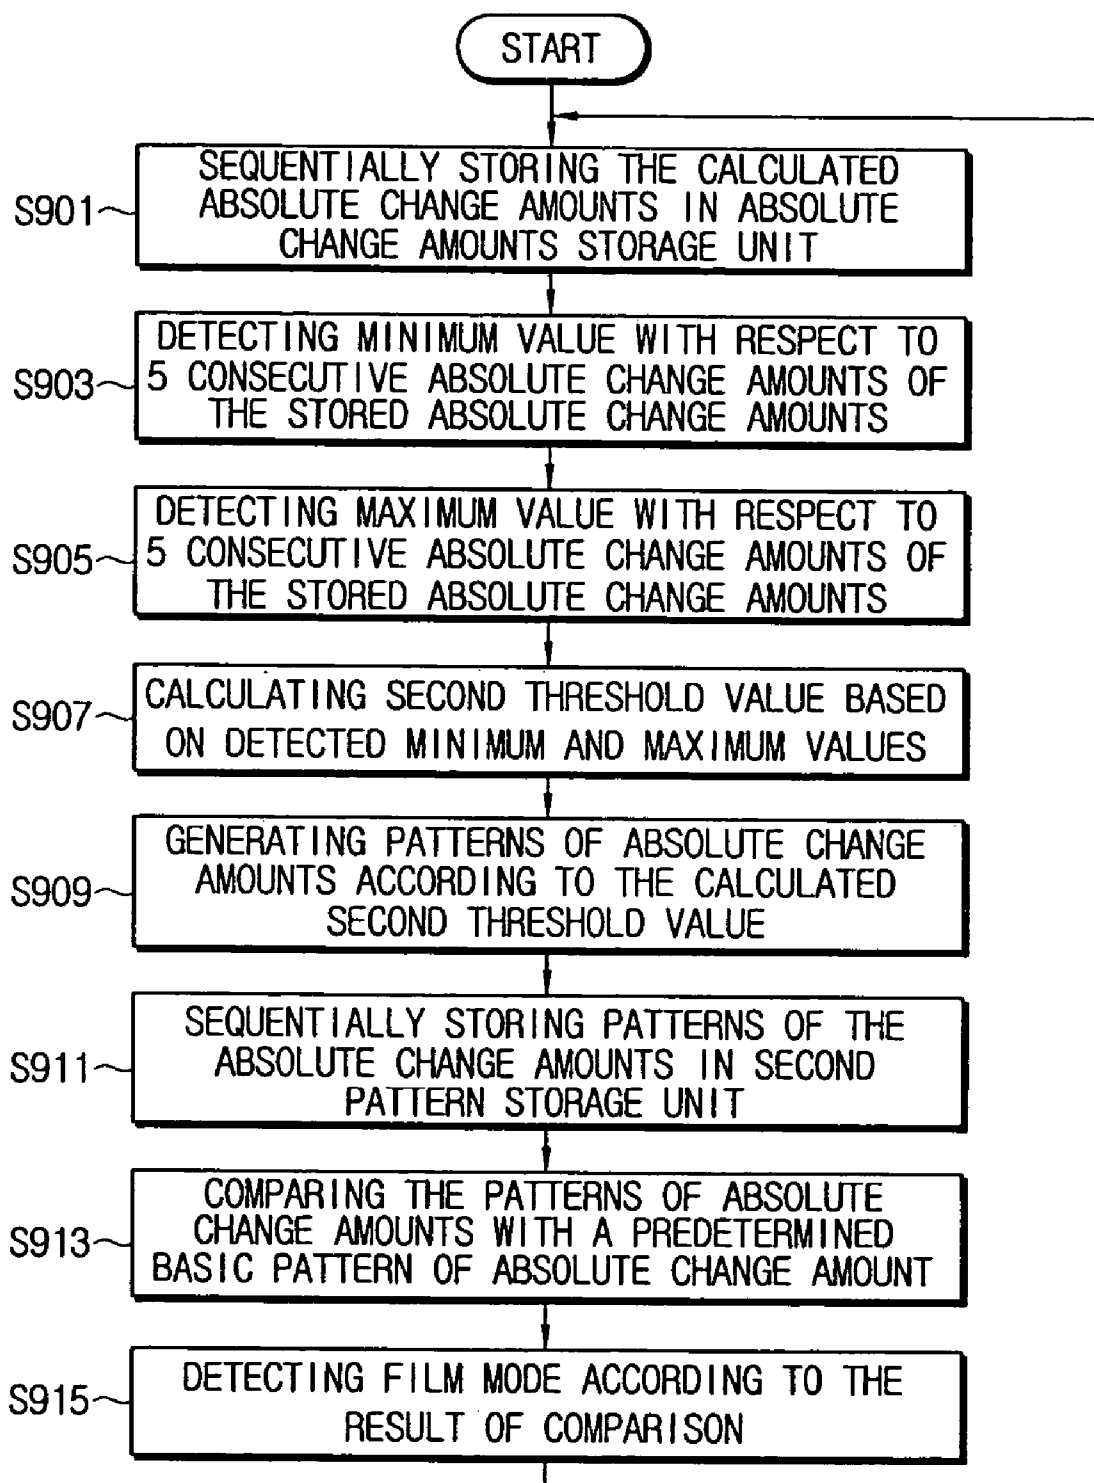 START
SEQUENTIALLY STORING THE CALCULATED
ABSOLUTE CHANGE AMOUNTS IN ABSOLUTE
CHANGE AMOUNTS STORAGE UNIT
S901
DETECTING MINIMUM VALUE WITH RESPECT TO
5 CONSECUTIVE ABSOLUTE CHANGE AMOUNTS OF
THE STORED ABSOLUTE CHANGE AMOUNTS
S903
DETECTING MAXIMUM VALUE WITH RESPECT TO
5 CONSECUTIVE ABSOLUTE CHANGE AMOUNTS OF
THE STORED ABSOLUTE CHANGE AMOUNTS
S905
CALCULATING SECOND THRESHOLD VALUE BASED
ON DETECTED MINIMUM AND MAXIMUM VALUES
S907
GENERATING PATTERNS OF ABSOLUTE CHANGE
AMOUNTS ACCORDING TO THE CALCULATED
SECOND THRESHOLD VALUE
S909
SEQUENTIALLY STORING PATTERNS OF THE
ABSOLUTE CHANGE AMOUNTS IN SECOND
PATTERN STORAGE UNIT
S911
COMPARING THE PATTERNS OF ABSOLUTE
CHANGE AMOUNTS WITH A PREDETERMINED
BASIC PATTERN OF ABSOLUTE CHANGE AMOUNT
S913
DETECTING FILM MODE ACCORDING TO THE
RESULT OF COMPARISON
S915